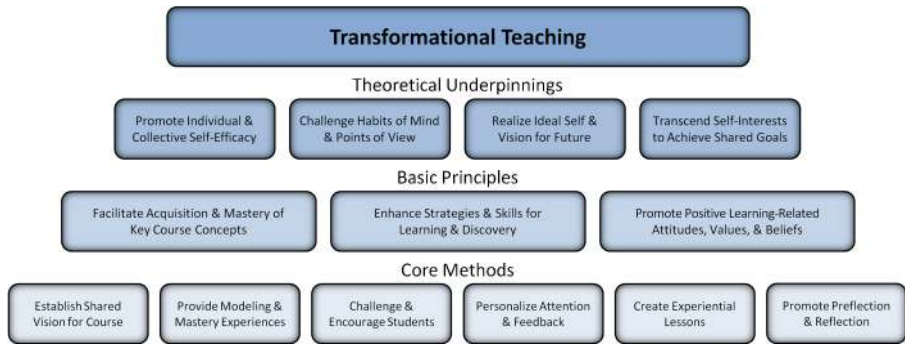 Transformational Teaching
Theoretical Underpinnings
Promote Individual &
Collective Self-Efficacy
Challenge Habits of Mind
& Points of View
Realize Ideal Self &
Vision for Future
Transcend Self-Interests
to Achieve Shared Goals
Basic Principles
Facilitate Acquisition & Mastery of
Key Course Concepts
Enhance Strategies & Skills for
Learning & Discovery
Promote Positive Learning-Related
Attitudes, Values, & Beliefs
Core Methods
Establish Shared
Vision for Course
Provide Modeling &
Mastery Experiences
Challenge &
Encourage Students
Personalize Attention
& Feedback
Create Experiential
Lessons
Promote Preflection
& Reflection